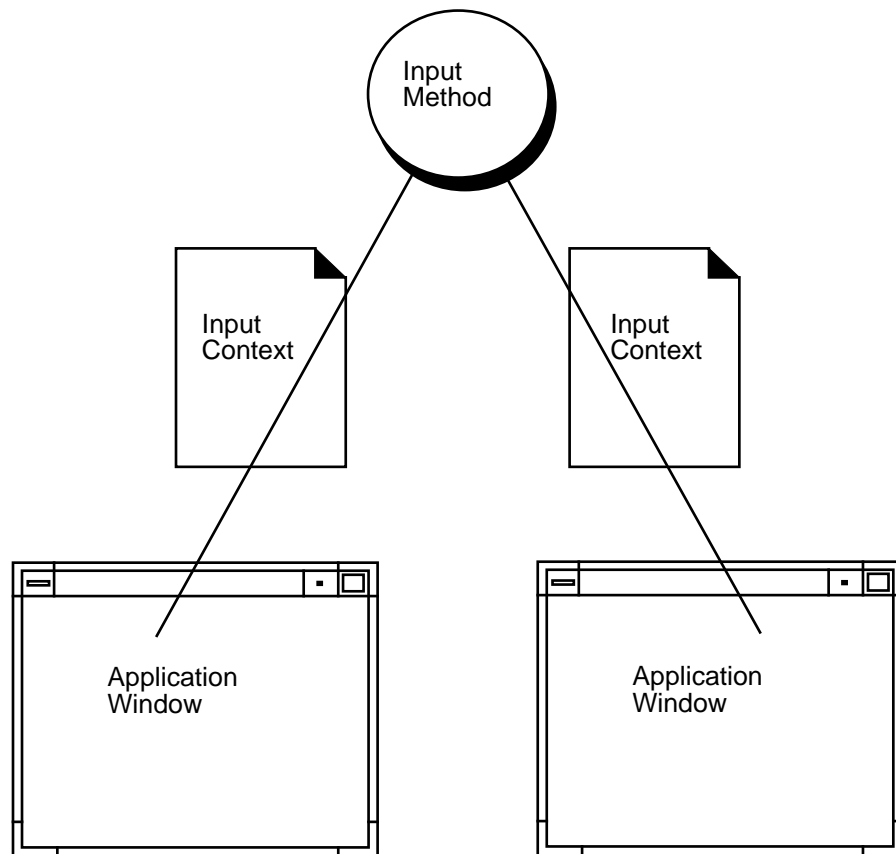 Input
Method
Input
Context
Input
Context
Application
Window
Application
Window